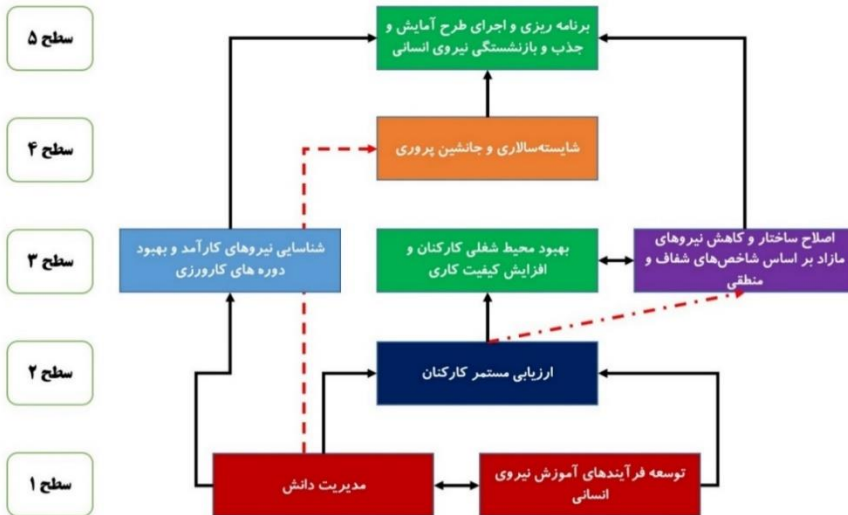 سطح ۵
برنامه ریزی و اجرای طرح آمایش و
جذب و بازنشستگی نیروی انسانی
سطح ۴
شایسته‌سالاری و جانشین پروری
سطح ۳
اصلاح ساختار و کاهش نیروهای
مازاد بر اساس شاخص‌های شفاف و
منطقی
بهبود محیط شغلی کارکنان و
افزایش کیفیت کاری
شناسایی نیروهای کارآمد و بهبود
دوره های کارورزی
سطح ۲
ارزیابی مستمر کارکنان
سطح ۱
توسعه فرآیندهای آموزش نیروی
انسانی
مدیریت دانش